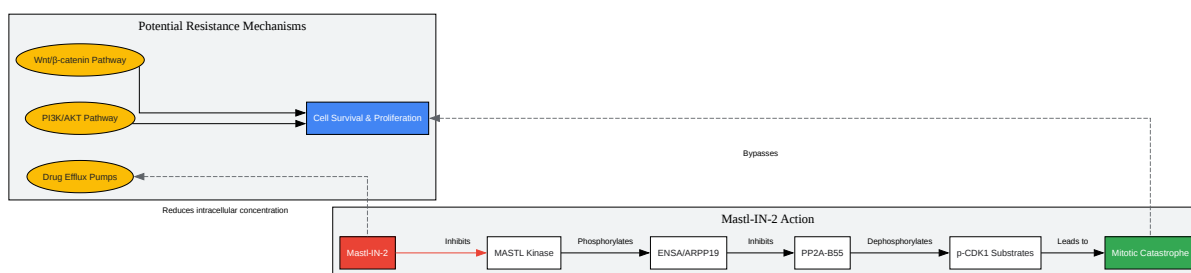 Potential Resistance Mechanisms
Wnt/β-catenin Pathway
PI3K/AKT Pathway
Cell Survival & Proliferation
Drug Efflux Pumps
Bypasses
Reduces intracellular concentration
Mastl-IN-2 Action
Mastl-IN-2
Inhibits
MASTL Kinase
Phosphorylates
ENSA/ARPP19
Inhibits
PP2A-B55
Dephosphorylates
p-CDK1 Substrates
Leads to
Mitotic Catastrophe